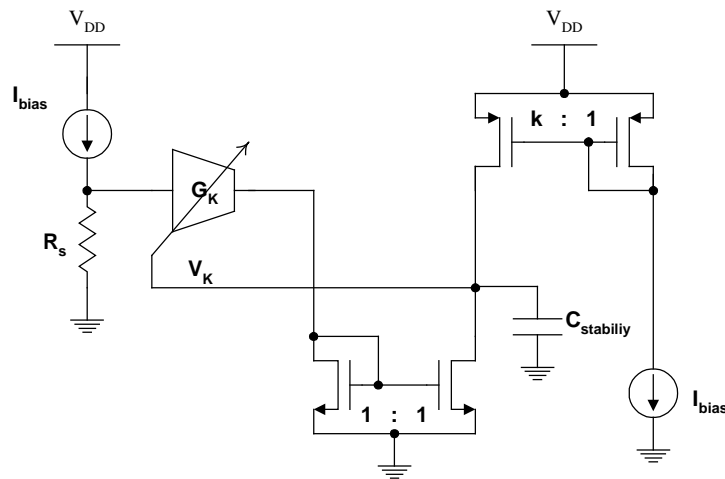 V_DD
V_DD
I_bias
k : 1
G_K
R_s
V_K
C_stabiliy
1 : 1
I_bias